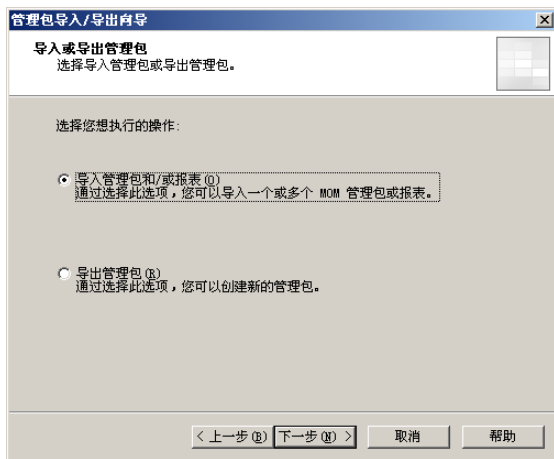 管理包导入/导出向导
导入或导出管理包
选择导入管理包或导出管理包。
选择您想执行的操作:
导入管理包和/或报表(O)
通过选择此选项，您可以导入一个或多个 MOM 管理包或报表。
导出管理包(R)
通过选择此选项，您可以创建新的管理包。
< 上一步(B) 下一步(N) > 取消 帮助